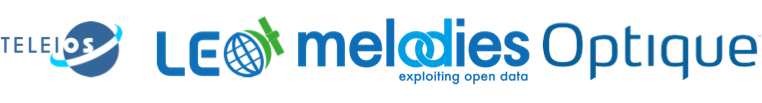 TELEIOS LEO melodies Optique
exploiting open data